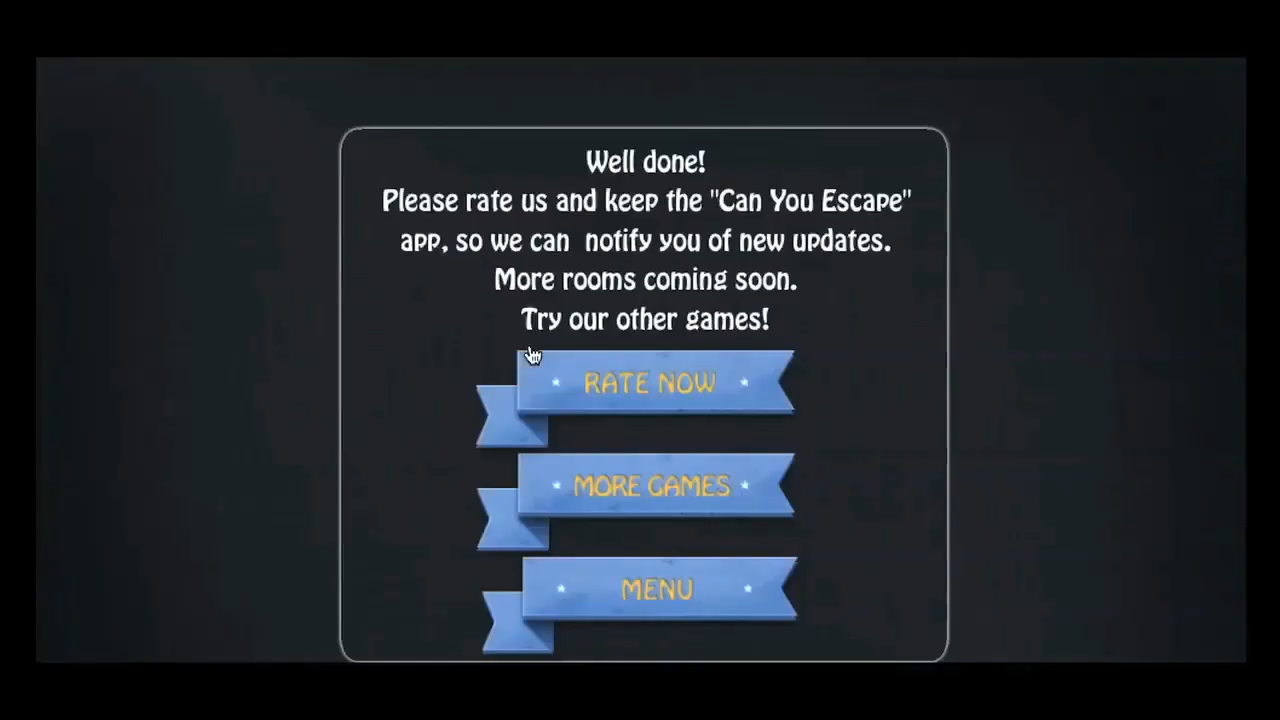 Well done!
Please rate us and keep the "Can You Escape"
app, so we can notify you of new updates.
More rooms coming soon.
Try our other games!
RATE NOW
MORE GAMES
MENU